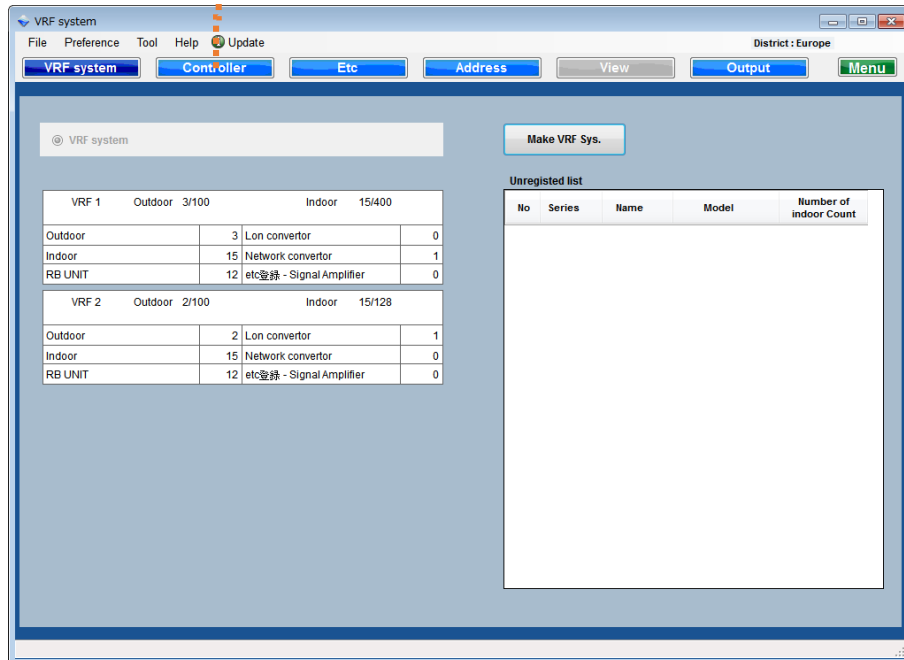 VRF system
File Preference Tool Help Update District : Europe
VRF system Controller Etc Address View Output Menu
VRF system Make VRF Sys.
Unregisted list
No Series Name Model Number of indoor Count
VRF 1 Outdoor 3/100 Indoor 15/400
Outdoor 3 Lon convertor 0
Indoor 15 Network convertor 1
RB UNIT 12 etc登録 - Signal Amplifier 0
VRF 2 Outdoor 2/100 Indoor 15/128
Outdoor 2 Lon convertor 1
Indoor 15 Network convertor 0
RB UNIT 12 etc登録 - Signal Amplifier 0